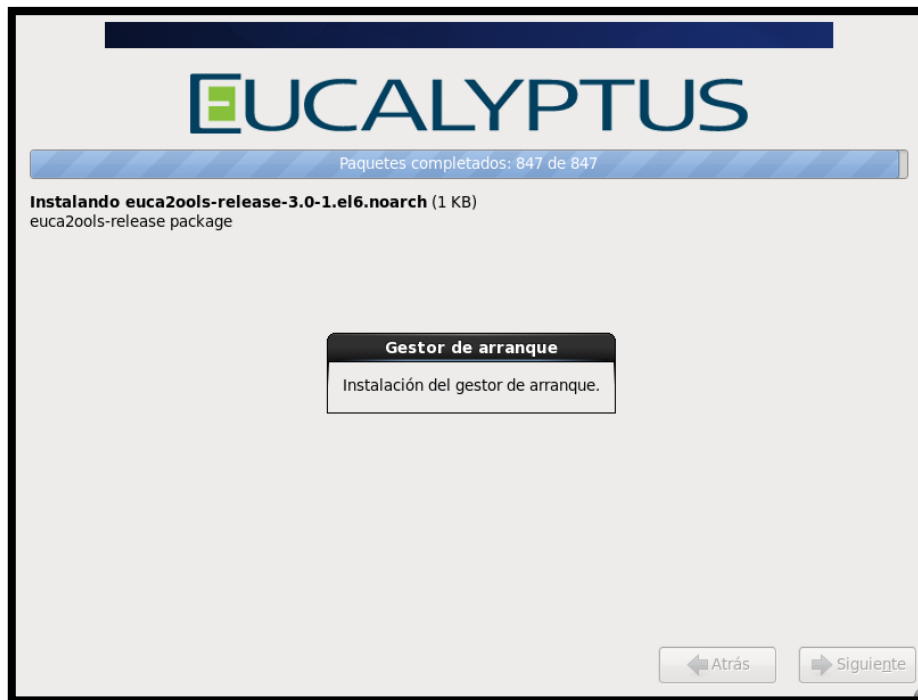 EUCALYPTUS
Paquetes completados: 847 de 847
Instalando euca2ools-release-3.0-1.el6.noarch (1 KB)
euca2ools-release package
Gestor de arranque
Instalación del gestor de arranque.
Atrás
Siguiente